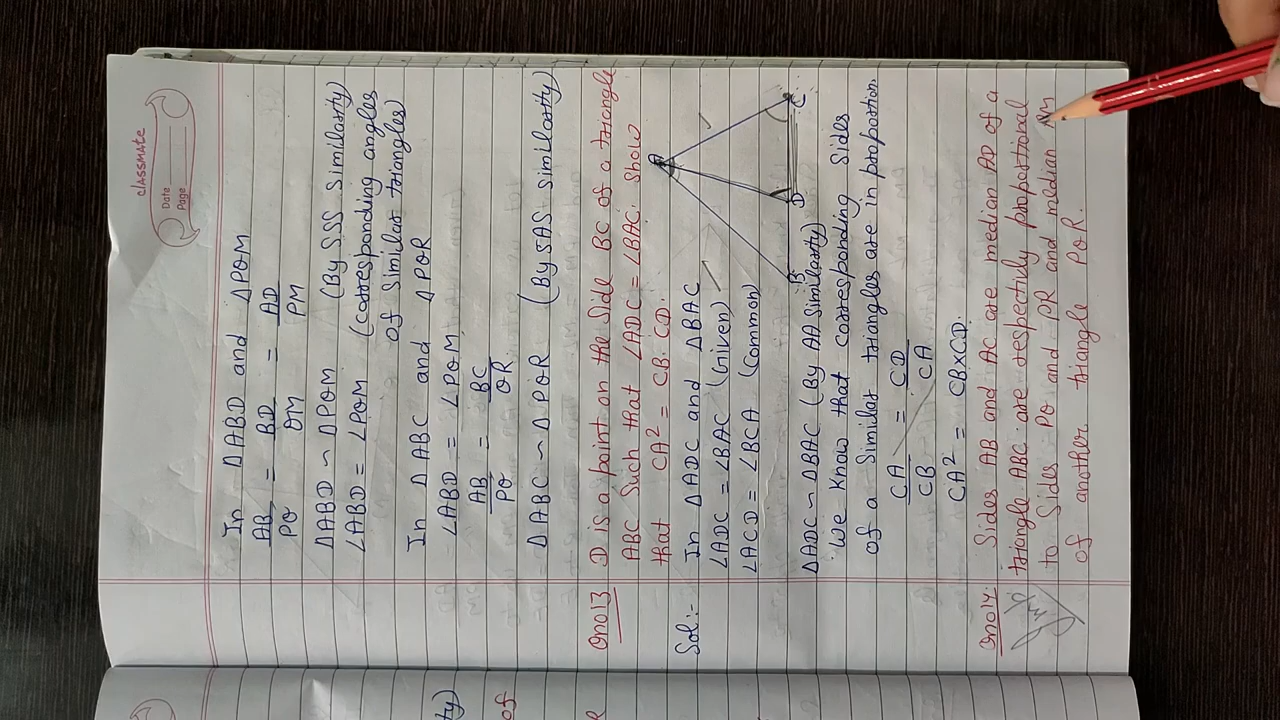 classmate
Date
Page
In ΔABD and ΔPQM
AB/PQ = BD/QM = AD/PM
ΔABD ~ ΔPQM (By SSS Similarity)
∠ABD = ∠PQM (corresponding angles
of Similar triangles)
In ΔABC and ΔPQR
∠ABD = ∠PQM
AB/PQ = BC/QR
ΔABC ~ ΔPQR (By SAS Similarity)
Qno13 D is a point on the Side BC of a triangle
ABC Such that ∠ADC = ∠BAC. Show
that CA² = CB. CD.
Sol:- In ΔADC and ΔBAC
∠ADC = ∠BAC (Given)
∠ACD = ∠BCA (Common)
A
B
D
C
ΔADC ~ ΔBAC (By AA Similarity)
We know that corresponding Sides
of a Similar triangles are in proportion.
CA/CB = CD/CA
CA² = CB×CD.
Qno14. Sides AB and AC are median AD of a
triangle ABC are respectively proportional
to Sides PQ and PR and median PM
of another triangle PQR.
ty)
of
R